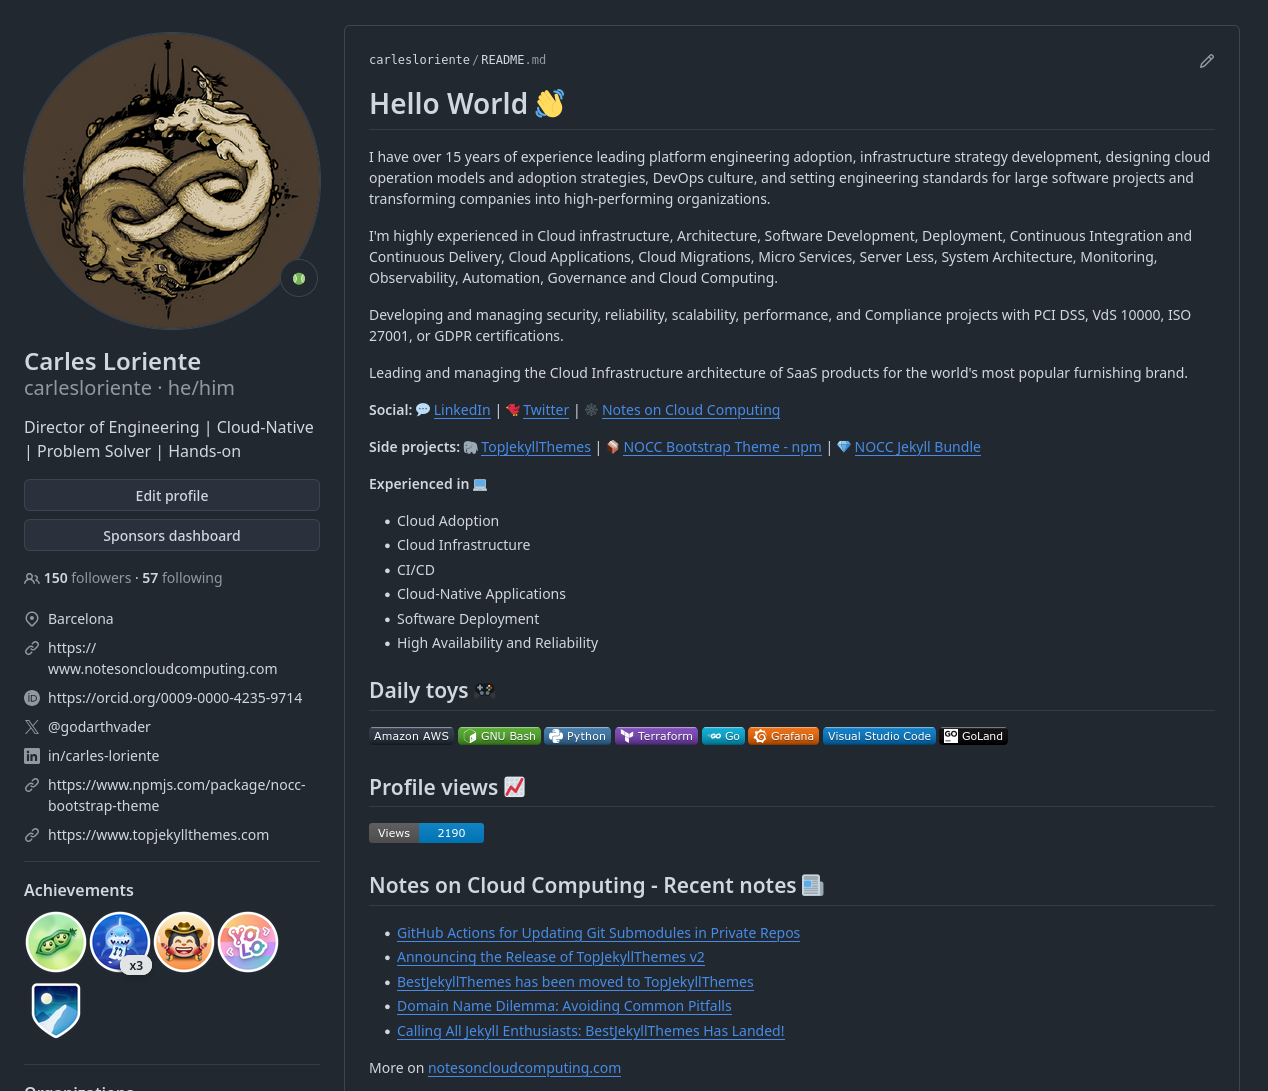 Carles Loriente
carlesloriente · he/him
Director of Engineering | Cloud-Native
| Problem Solver | Hands-on
Edit profile
Sponsors dashboard
150 followers · 57 following
Barcelona
https://
www.notesoncloudcomputing.com
https://orcid.org/0009-0000-4235-9714
@godarthvader
in/carles-loriente
https://www.npmjs.com/package/nocc-
bootstrap-theme
https://www.topjekyllthemes.com
Achievements
x3
YOLO
Organizations
carlesloriente/README.md
Hello World 👋
I have over 15 years of experience leading platform engineering adoption, infrastructure strategy development, designing cloud
operation models and adoption strategies, DevOps culture, and setting engineering standards for large software projects and
transforming companies into high-performing organizations.
I'm highly experienced in Cloud infrastructure, Architecture, Software Development, Deployment, Continuous Integration and
Continuous Delivery, Cloud Applications, Cloud Migrations, Micro Services, Server Less, System Architecture, Monitoring,
Observability, Automation, Governance and Cloud Computing.
Developing and managing security, reliability, scalability, performance, and Compliance projects with PCI DSS, VdS 10000, ISO
27001, or GDPR certifications.
Leading and managing the Cloud Infrastructure architecture of SaaS products for the world's most popular furnishing brand.
Social: 💬 LinkedIn | 🐦 Twitter | 🕸 Notes on Cloud Computing
Side projects: 🐘 TopJekyllThemes | NOCC Bootstrap Theme - npm | 💎 NOCC Jekyll Bundle
Experienced in 💻
• Cloud Adoption
• Cloud Infrastructure
• CI/CD
• Cloud-Native Applications
• Software Deployment
• High Availability and Reliability
Daily toys 🎮
Amazon AWS GNU Bash Python Terraform Go Grafana Visual Studio Code GoLand
Profile views 📈
Views 2190
Notes on Cloud Computing - Recent notes 📰
• GitHub Actions for Updating Git Submodules in Private Repos
• Announcing the Release of TopJekyllThemes v2
• BestJekyllThemes has been moved to TopJekyllThemes
• Domain Name Dilemma: Avoiding Common Pitfalls
• Calling All Jekyll Enthusiasts: BestJekyllThemes Has Landed!
More on notesoncloudcomputing.com